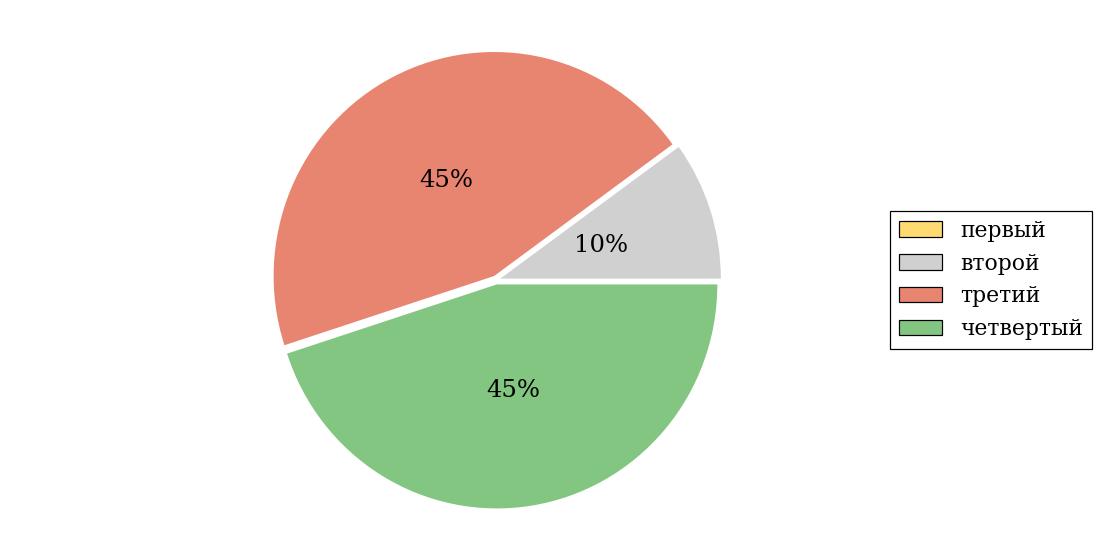 45%
10%
45%
первый
второй
третий
четвертый